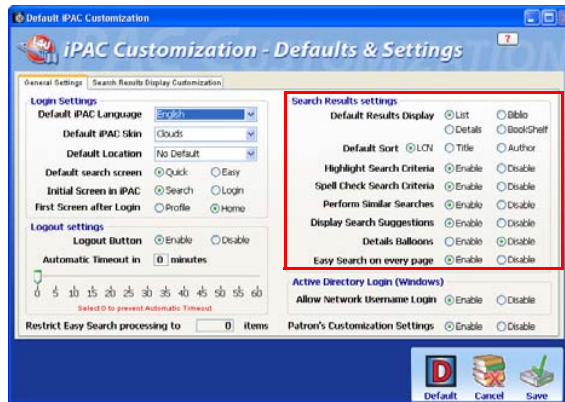 Default iPAC Customization
iPAC Customization - Defaults & Settings
?
General Settings
Search Results Display Customization
Login Settings
Default iPAC Language English
Default iPAC Skin Clouds
Default Location No Default
Default search screen Quick Easy
Initial Screen in iPAC Search Login
First Screen after Login Profile Home
Logout settings
Logout Button Enable Disable
Automatic Timeout in 0 minutes
0 5 10 15 20 25 30 35 40 45 50 55 60
Select 0 to prevent Automatic Timeout
Restrict Easy Search processing to 0 items
Search Results settings
Default Results Display List Biblio
Details BookShelf
Default Sort LCN Title Author
Highlight Search Criteria Enable Disable
Spell Check Search Criteria Enable Disable
Perform Similar Searches Enable Disable
Display Search Suggestions Enable Disable
Details Balloons Enable Disable
Easy Search on every page Enable Disable
Active Directory Login (Windows)
Allow Network Username Login Enable Disable
Patron's Customization Settings Enable Disable
D
Default Cancel Save